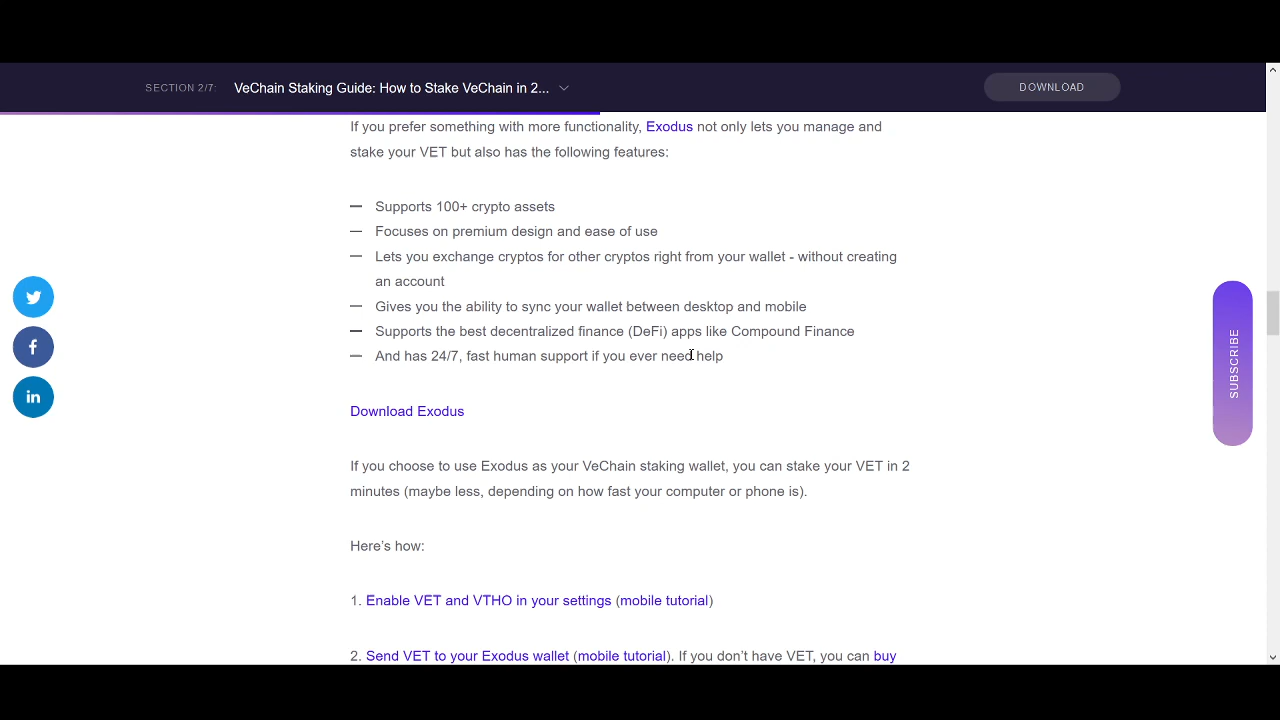 SECTION 2/7: VeChain Staking Guide: How to Stake VeChain in 2...
DOWNLOAD
If you prefer something with more functionality, Exodus not only lets you manage and
stake your VET but also has the following features:
— Supports 100+ crypto assets
— Focuses on premium design and ease of use
— Lets you exchange cryptos for other cryptos right from your wallet - without creating
an account
— Gives you the ability to sync your wallet between desktop and mobile
— Supports the best decentralized finance (DeFi) apps like Compound Finance
— And has 24/7, fast human support if you ever need help
SUBSCRIBE
Download Exodus
If you choose to use Exodus as your VeChain staking wallet, you can stake your VET in 2
minutes (maybe less, depending on how fast your computer or phone is).
Here’s how:
1. Enable VET and VTHO in your settings (mobile tutorial)
2. Send VET to your Exodus wallet (mobile tutorial). If you don’t have VET, you can buy